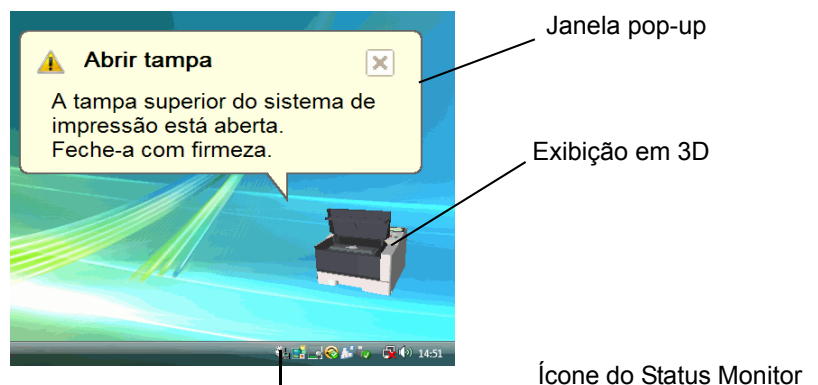 Janela pop-up
Abrir tampa
A tampa superior do sistema de
impressão está aberta.
Feche-a com firmeza.
Exibição em 3D
14:51
Ícone do Status Monitor